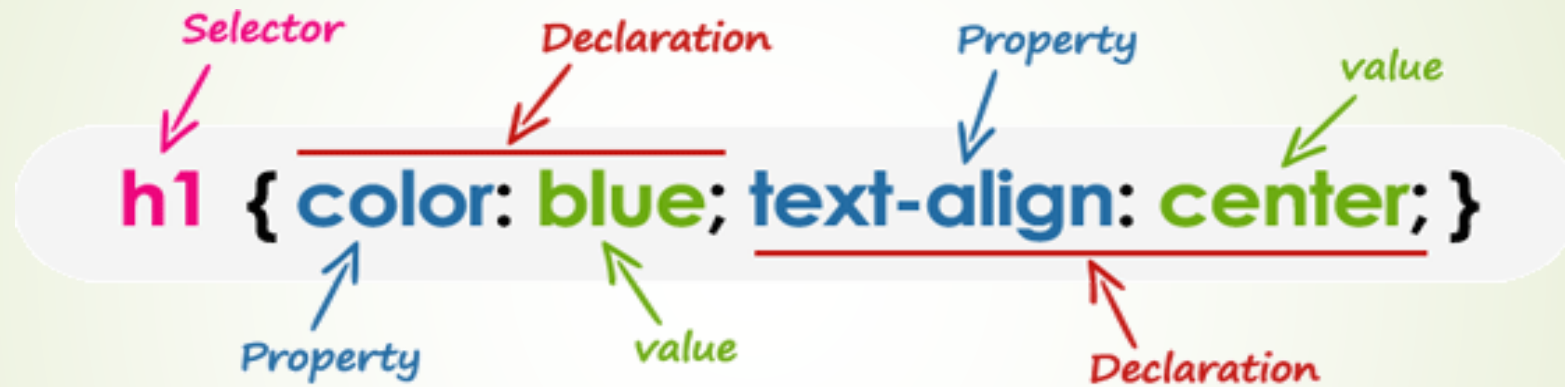 Selector Declaration Property value
h1 { color: blue; text-align: center; }
Property value Declaration